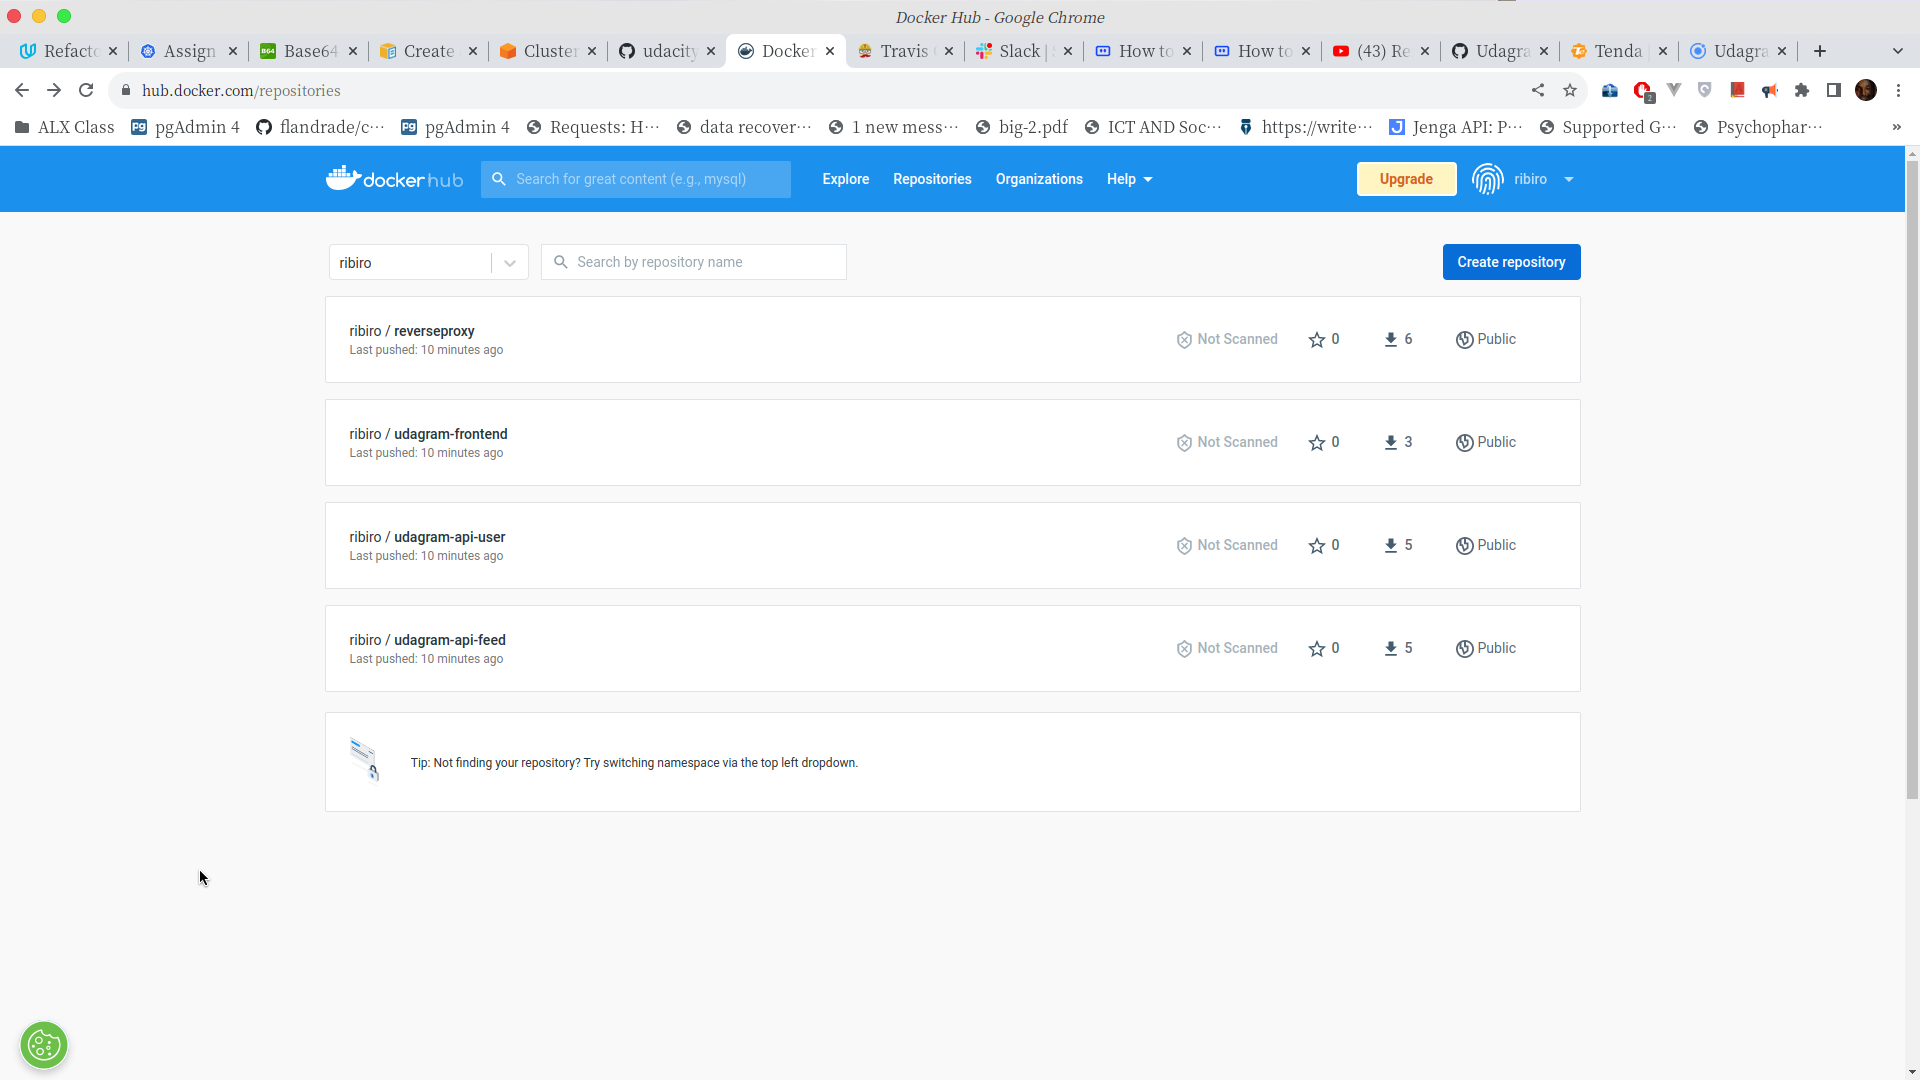 Docker Hub - Google Chrome
Refacto
Assign
Base64
Create
Cluster
udacity
Docker
Travis
Slack | S
How to
How to
(43) Re
Udagra
Tenda
Udagra
hub.docker.com/repositories
2
ALX Class
pgAdmin 4
flandrade/c…
pgAdmin 4
Requests: H…
data recover…
1 new mess…
big-2.pdf
ICT AND Soc…
https://write…
Jenga API: P…
Supported G…
Psychophar…
»
docker hub
Search for great content (e.g., mysql)
Explore
Repositories
Organizations
Help
Upgrade
ribiro
ribiro
Search by repository name
Create repository
ribiro / reverseproxy
Last pushed: 10 minutes ago
Not Scanned
0
6
Public
ribiro / udagram-frontend
Last pushed: 10 minutes ago
Not Scanned
0
3
Public
ribiro / udagram-api-user
Last pushed: 10 minutes ago
Not Scanned
0
5
Public
ribiro / udagram-api-feed
Last pushed: 10 minutes ago
Not Scanned
0
5
Public
Tip: Not finding your repository? Try switching namespace via the top left dropdown.